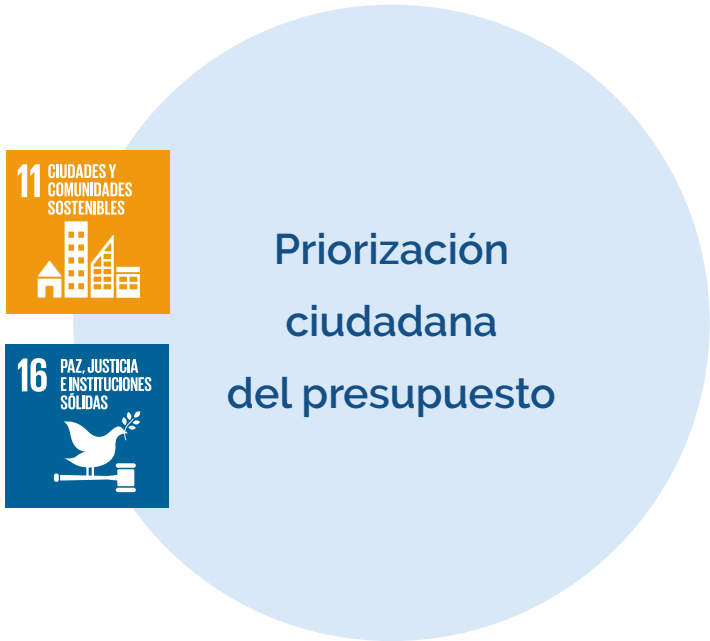 11 CIUDADES Y
COMUNIDADES
SOSTENIBLES
16 PAZ, JUSTICIA
E INSTITUCIONES
SÓLIDAS
Priorización
ciudadana
del presupuesto